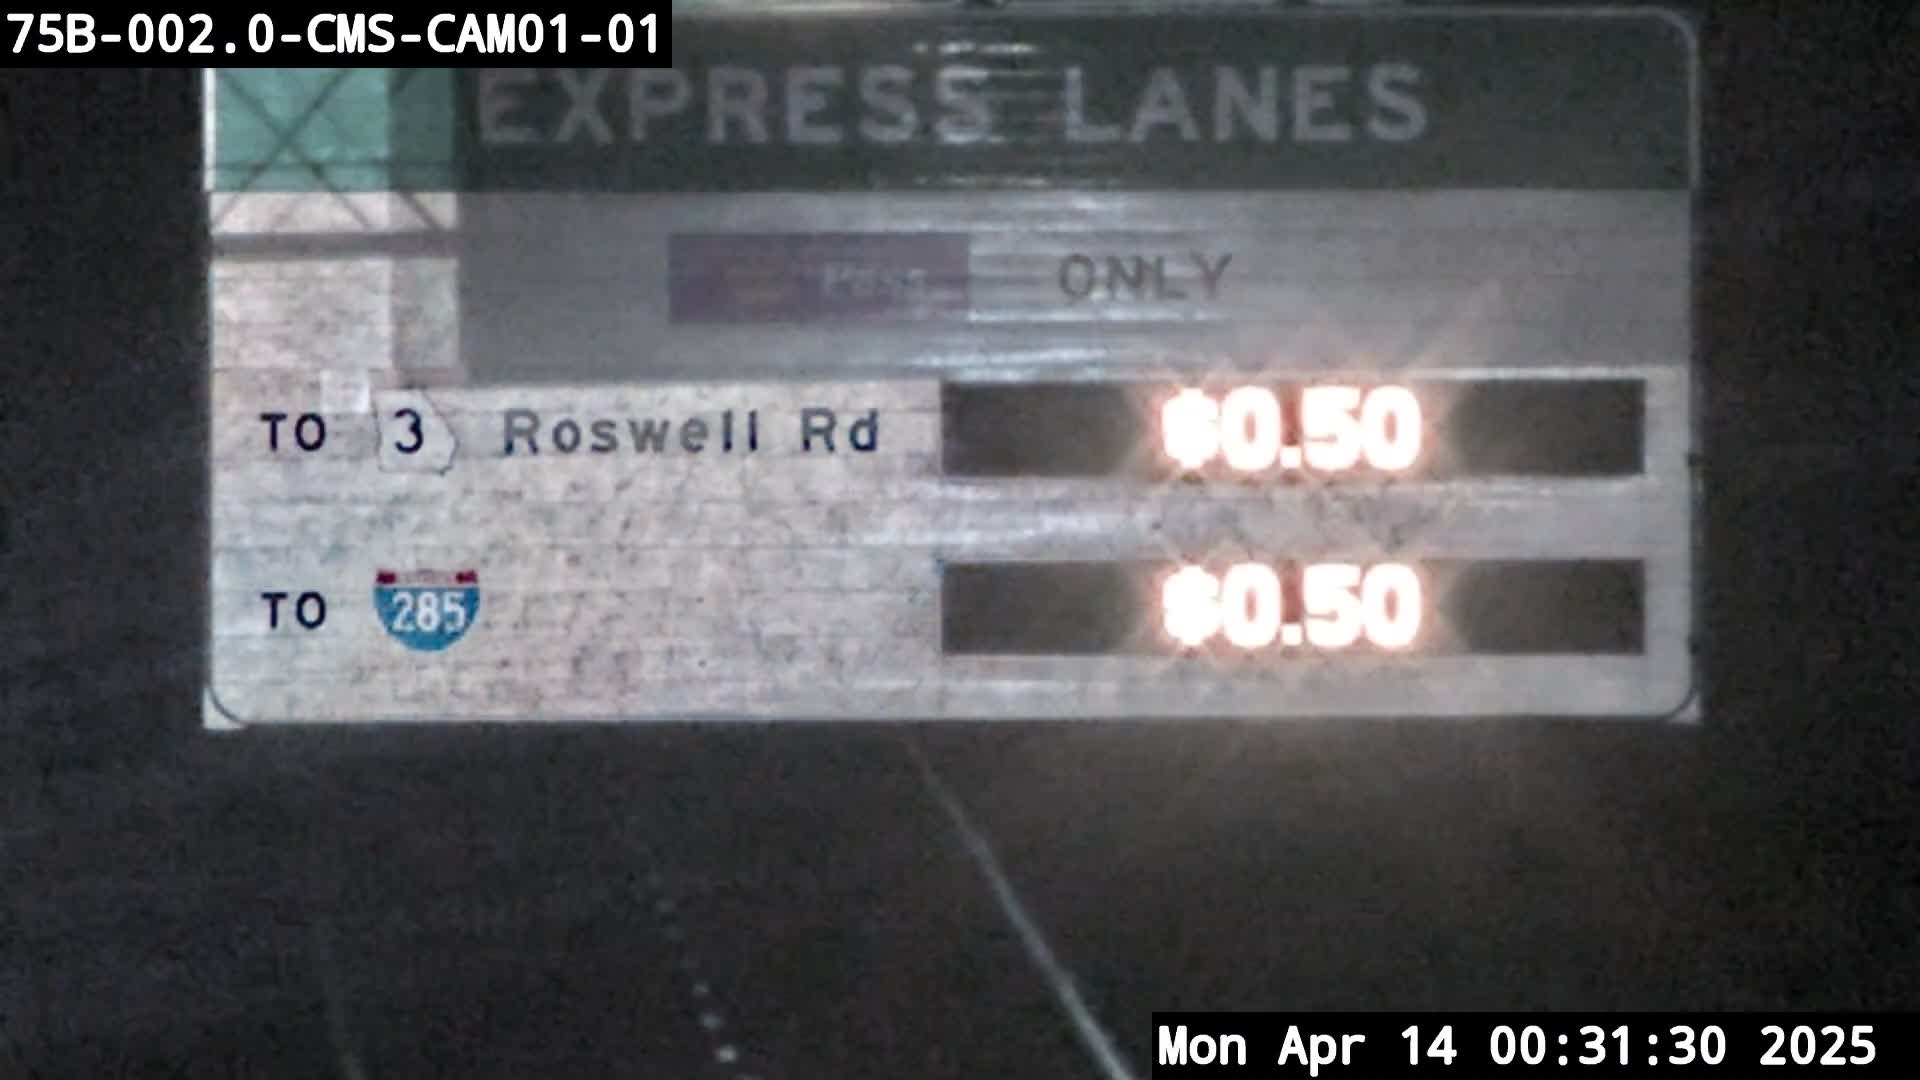 75B-002.0-CMS-CAM01-01
EXPRESS LANES
ONLY
TO 3 Roswell Rd $0.50
TO 285 $0.50
Mon Apr 14 00:31:30 2025